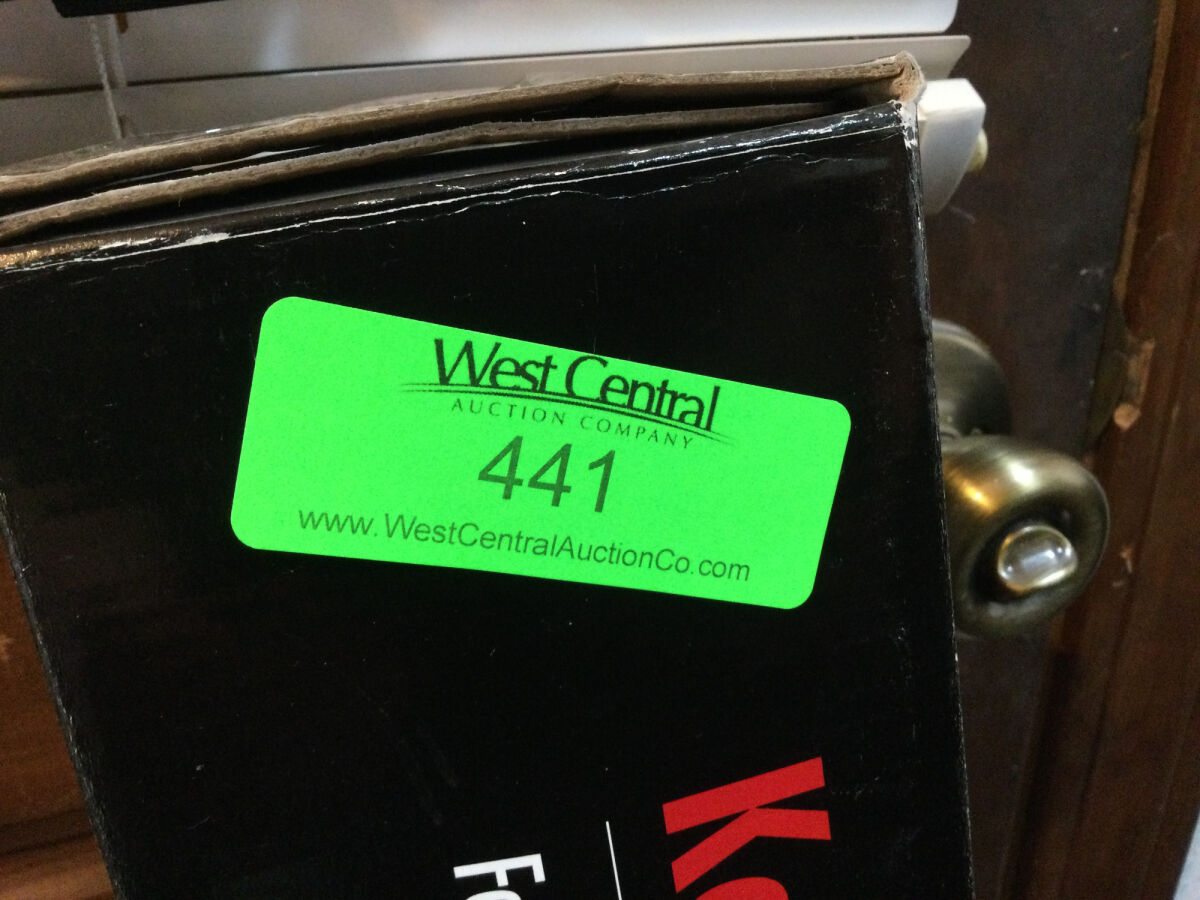 West Central
AUCTION COMPANY
441
www.WestCentralAuctionCo.com